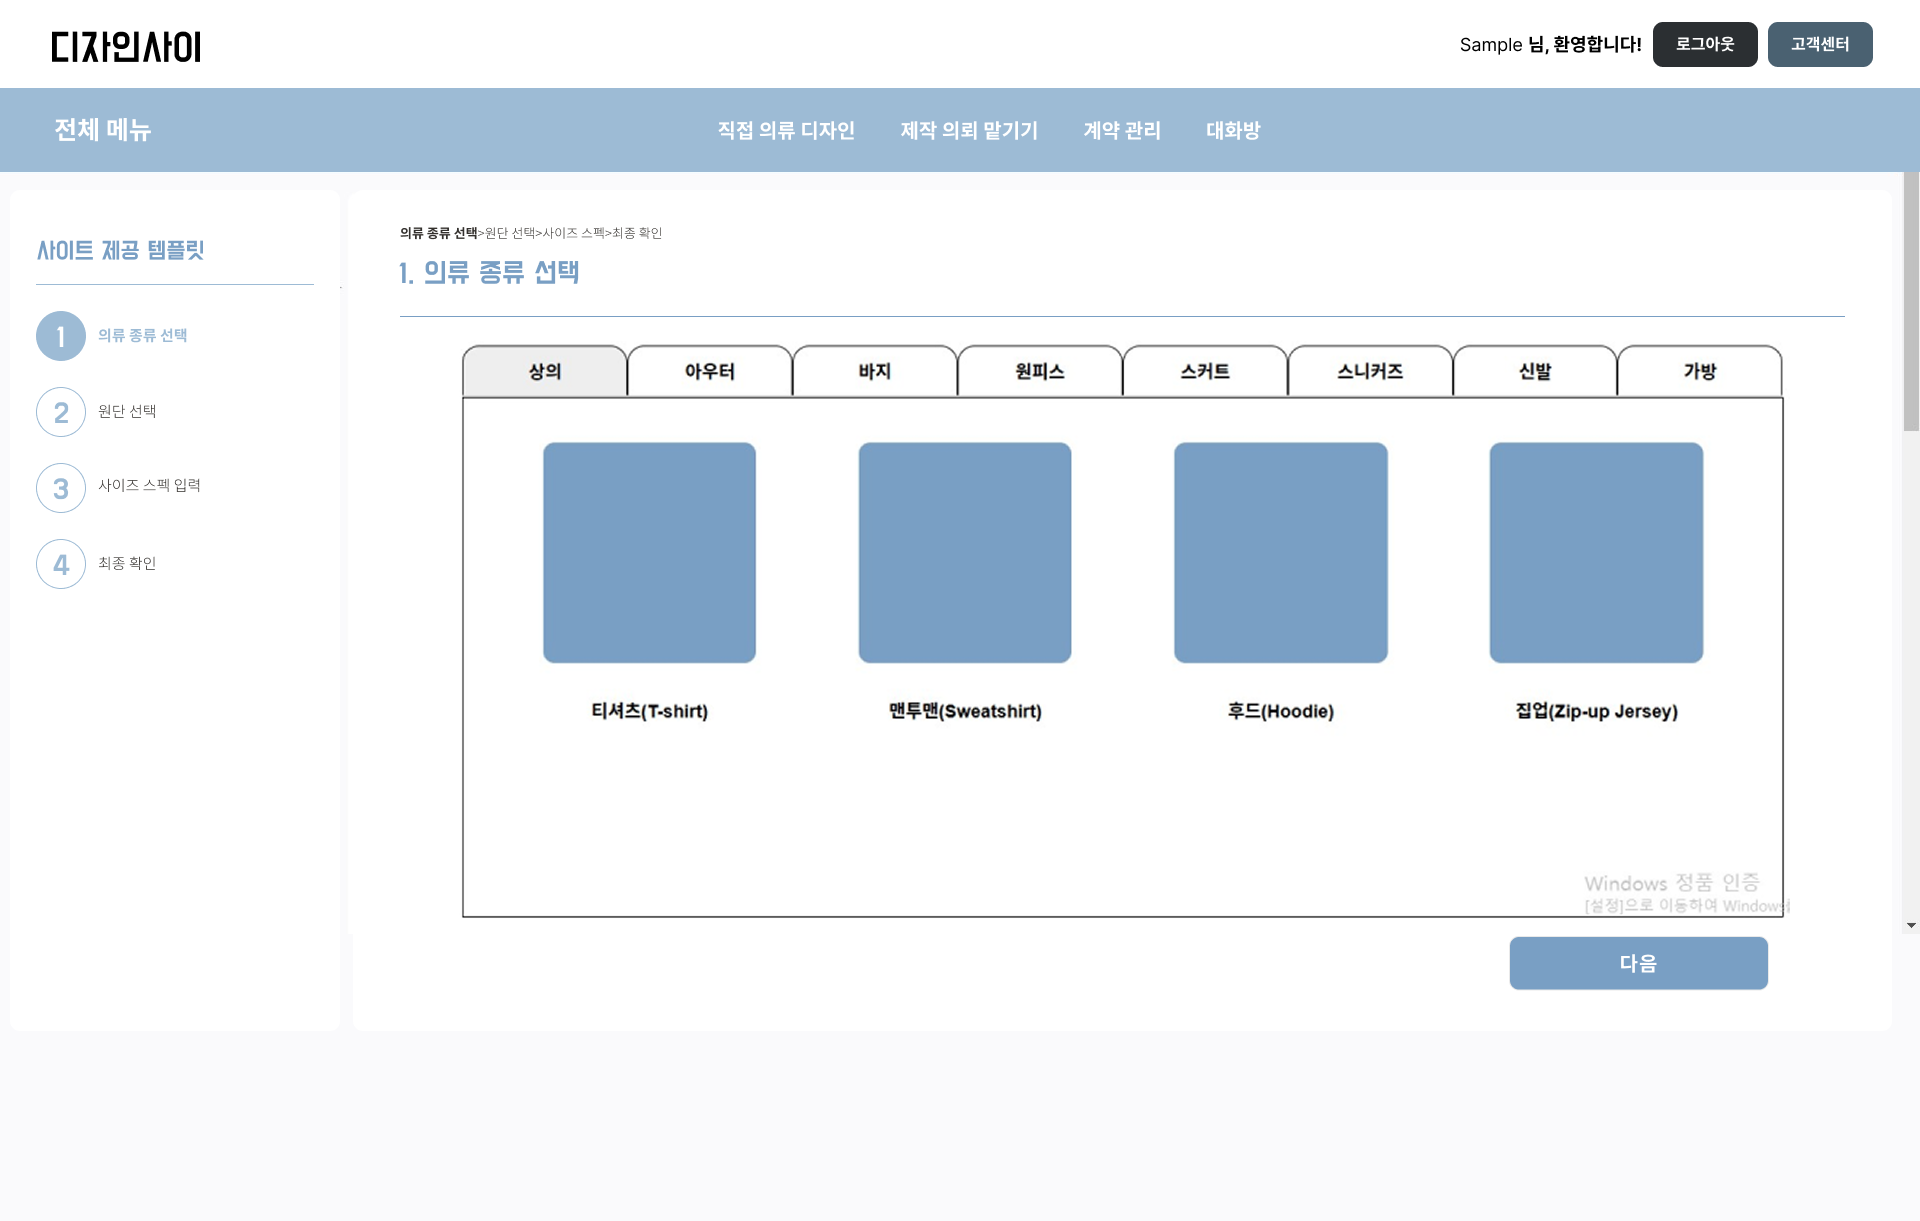 디자인사이
Sample 님, 환영합니다!
로그아웃
고객센터
전체 메뉴
직접 의류 디자인
제작 의뢰 맡기기
계약 관리
대화방
사이트 제공 템플릿
1 의류 종류 선택
2 원단 선택
3 사이즈 스펙 입력
4 최종 확인
의류 종류 선택>원단 선택>사이즈 스펙>최종 확인
1. 의류 종류 선택
상의
아우터
바지
원피스
스커트
스니커즈
신발
가방
티셔츠(T-shirt)
맨투맨(Sweatshirt)
후드(Hoodie)
집업(Zip-up Jersey)
Windows 정품 인증
[설정]으로 이동하여 Windows
다음